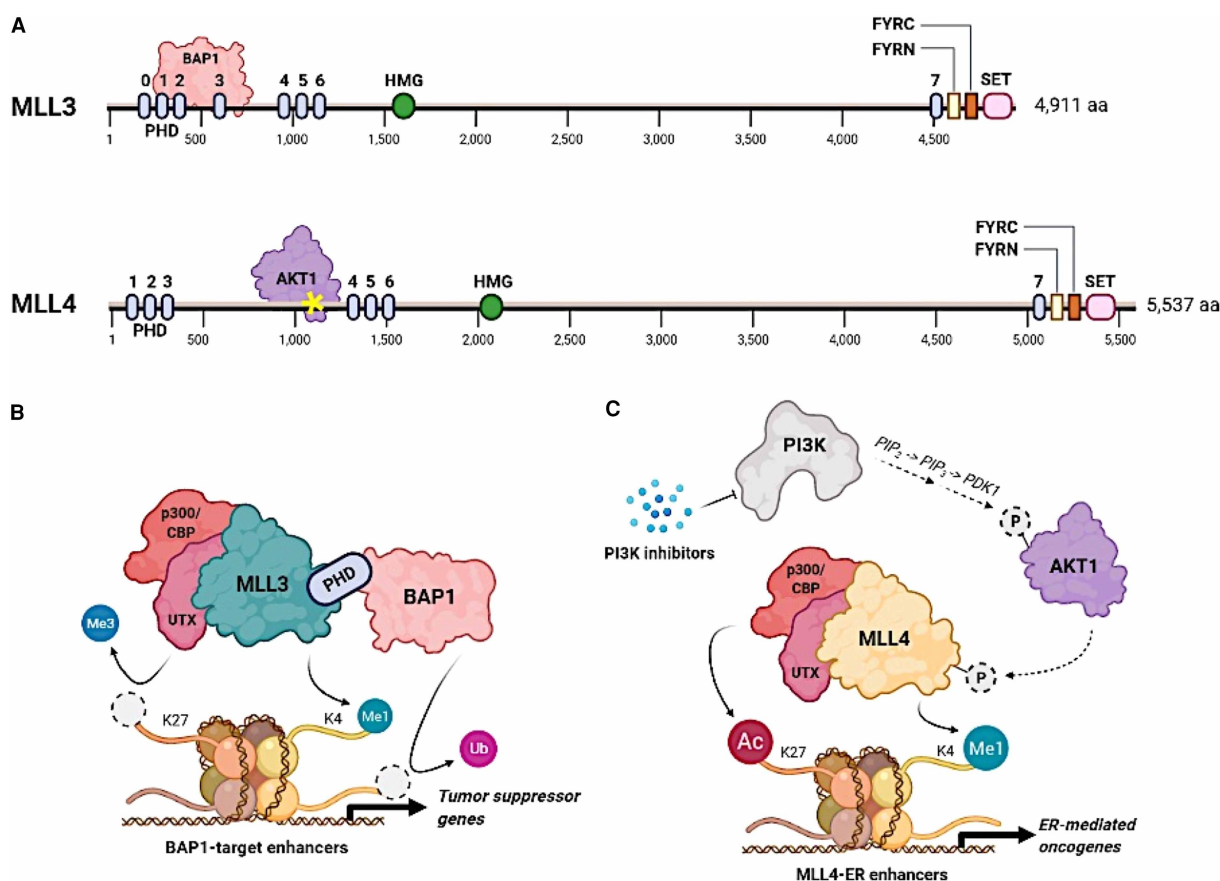 A
FYRC
FYRN
BAP1
0 1 2 3 4 5 6 HMG 7 SET
MLL3 4,911 aa
PHD
1 500 1,000 1,500 2,000 2,500 3,000 3,500 4,000 4,500
FYRC
FYRN
AKT1
1 2 3 4 5 6 HMG 7 SET
MLL4 5,537 aa
PHD
1 500 1,000 1,500 2,000 2,500 3,000 3,500 4,000 4,500 5,000 5,500
B
p300/
CBP
MLL3
PHD
BAP1
UTX
Me3
K27
K4
Me1
Ub
Tumor suppressor
genes
BAP1-target enhancers
C
PI3K
PIP2 -> PIP3 -> PDK1
P
PI3K inhibitors
AKT1
p300/
CBP
MLL4
UTX
P
Ac
K27
K4
Me1
ER-mediated
oncogenes
MLL4-ER enhancers